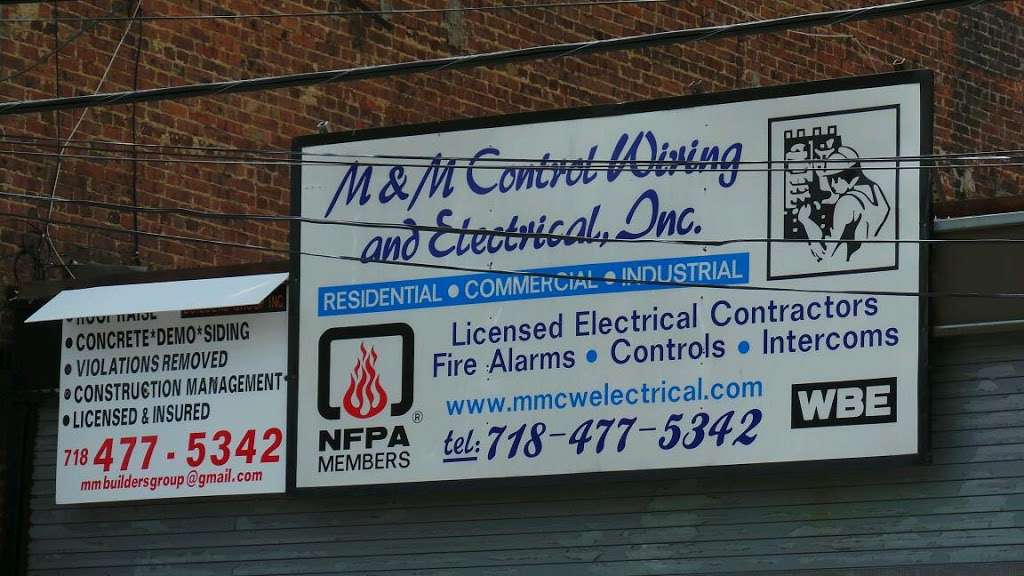 ROOF RAISE
• CONCRETE*DEMO*SIDING
• VIOLATIONS REMOVED
• CONSTRUCTION MANAGEMENT
• LICENSED & INSURED
718 477 - 5342
mmbuildersgroup@gmail.com
M & M Control Wiring
and Electrical, Inc.
RESIDENTIAL • COMMERCIAL • INDUSTRIAL
Licensed Electrical Contractors
Fire Alarms • Controls • Intercoms
www.mmcwelectrical.com
tel: 718-477-5342
NFPA ®
MEMBERS
WBE